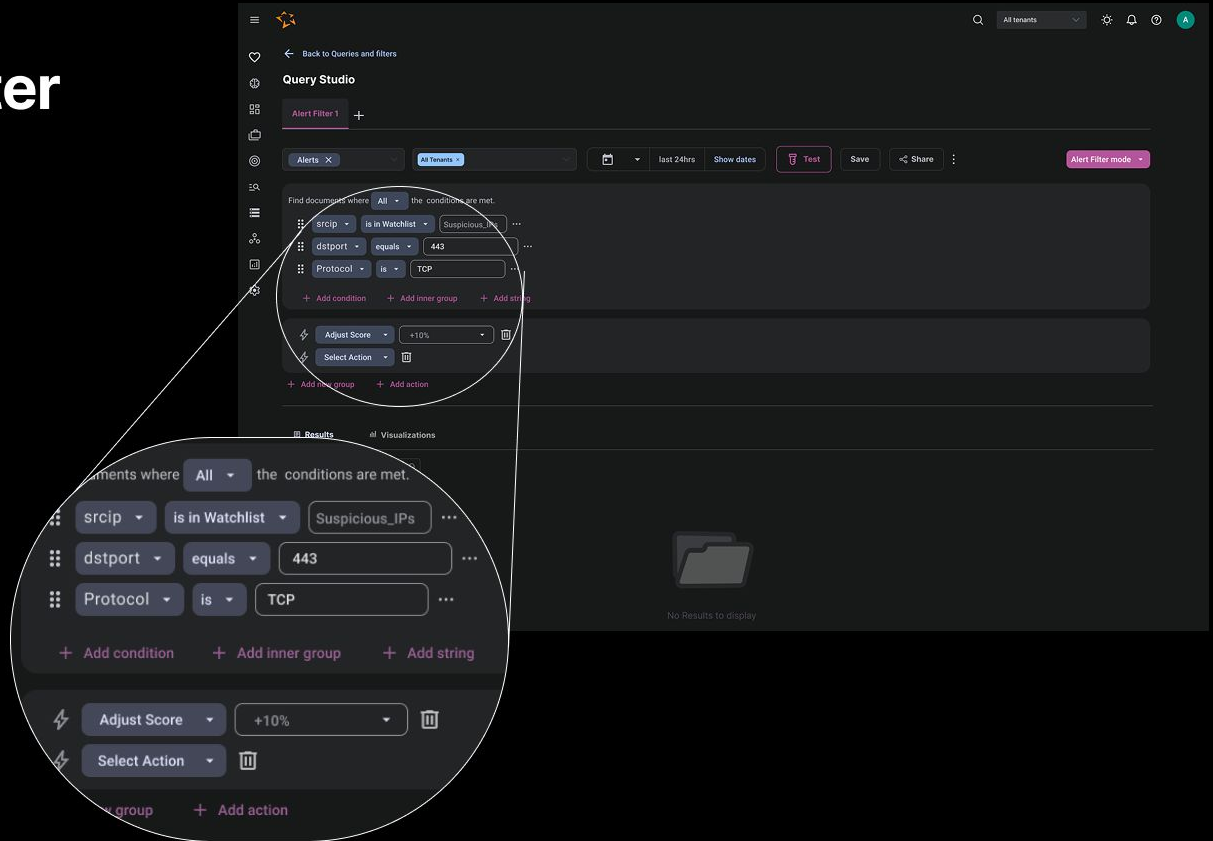 ter
All tenants
A
Back to Queries and filters
Query Studio
Alert Filter 1
Alerts
All Tenants
last 24hrs
Show dates
Test
Save
Share
Alert Filter mode
Find documents where All the conditions are met.
srcip is in Watchlist Suspicious_IPs
dstport equals 443
Protocol is TCP
+ Add condition + Add inner group + Add string
Adjust Score +10%
Select Action
+ Add new group + Add action
Results Visualizations
No Results to display
ments where All the conditions are met.
srcip is in Watchlist Suspicious_IPs
dstport equals 443
Protocol is TCP
+ Add condition + Add inner group + Add string
Adjust Score +10%
Select Action
group + Add action